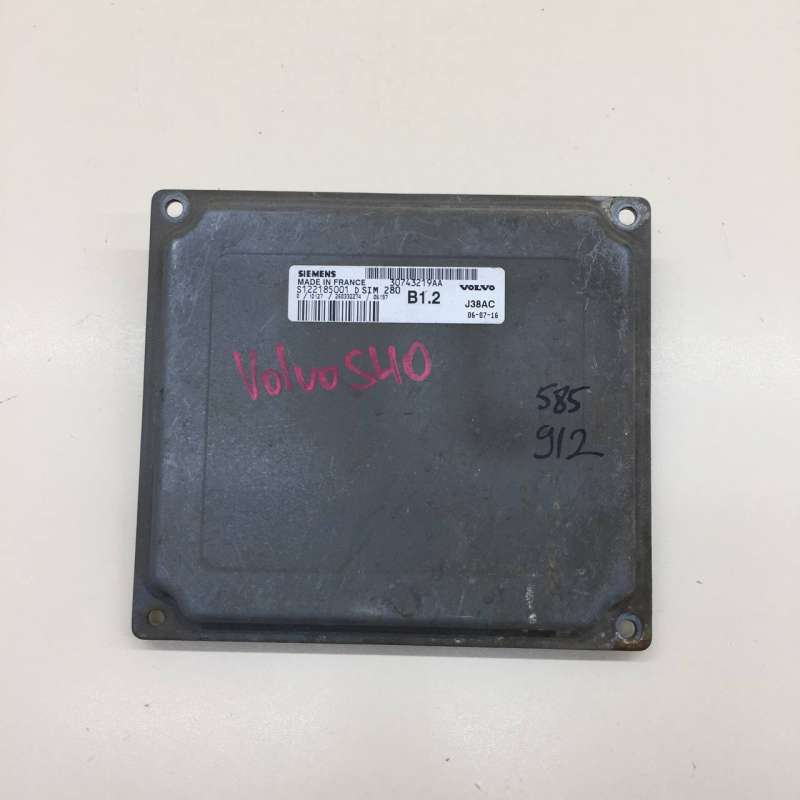 SIEMENS
MADE IN FRANCE 30743219AA VOLVO
S122185001 D SIM 280 B1.2 J38AC
06-07-16
Volvo S40
585
912